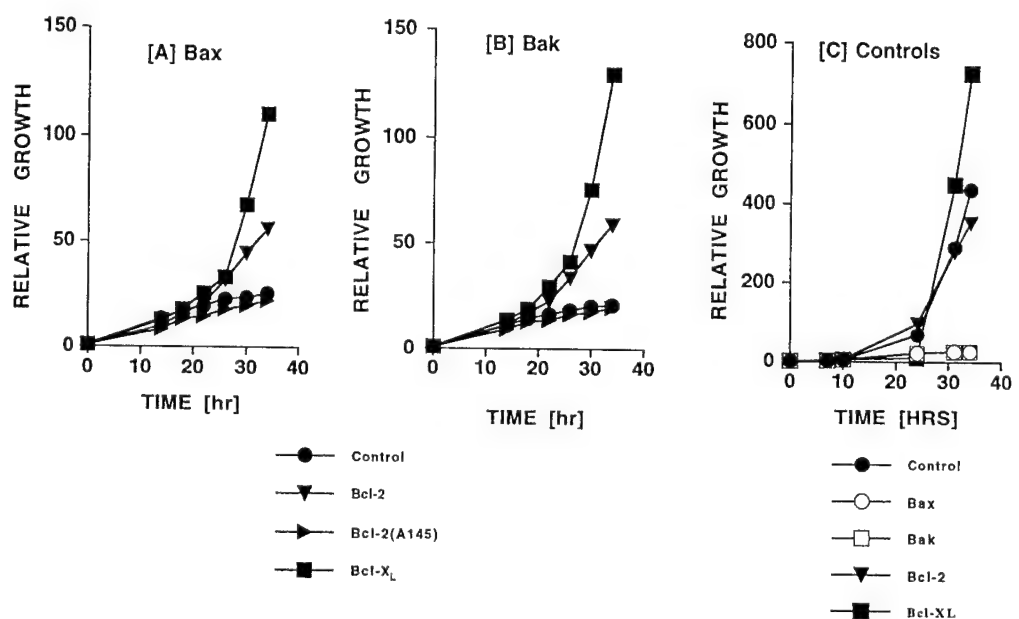 [A] Bax
RELATIVE GROWTH
150
100
50
0
0 10 20 30 40
TIME [hr]
[B] Bak
RELATIVE GROWTH
150
100
50
0
0 10 20 30 40
TIME [hr]
[C] Controls
RELATIVE GROWTH
800
600
400
200
0
0 10 20 30 40
TIME [HRS]
Control
Bcl-2
Bcl-2(A145)
Bcl-XL
Control
Bax
Bak
Bcl-2
Bcl-XL